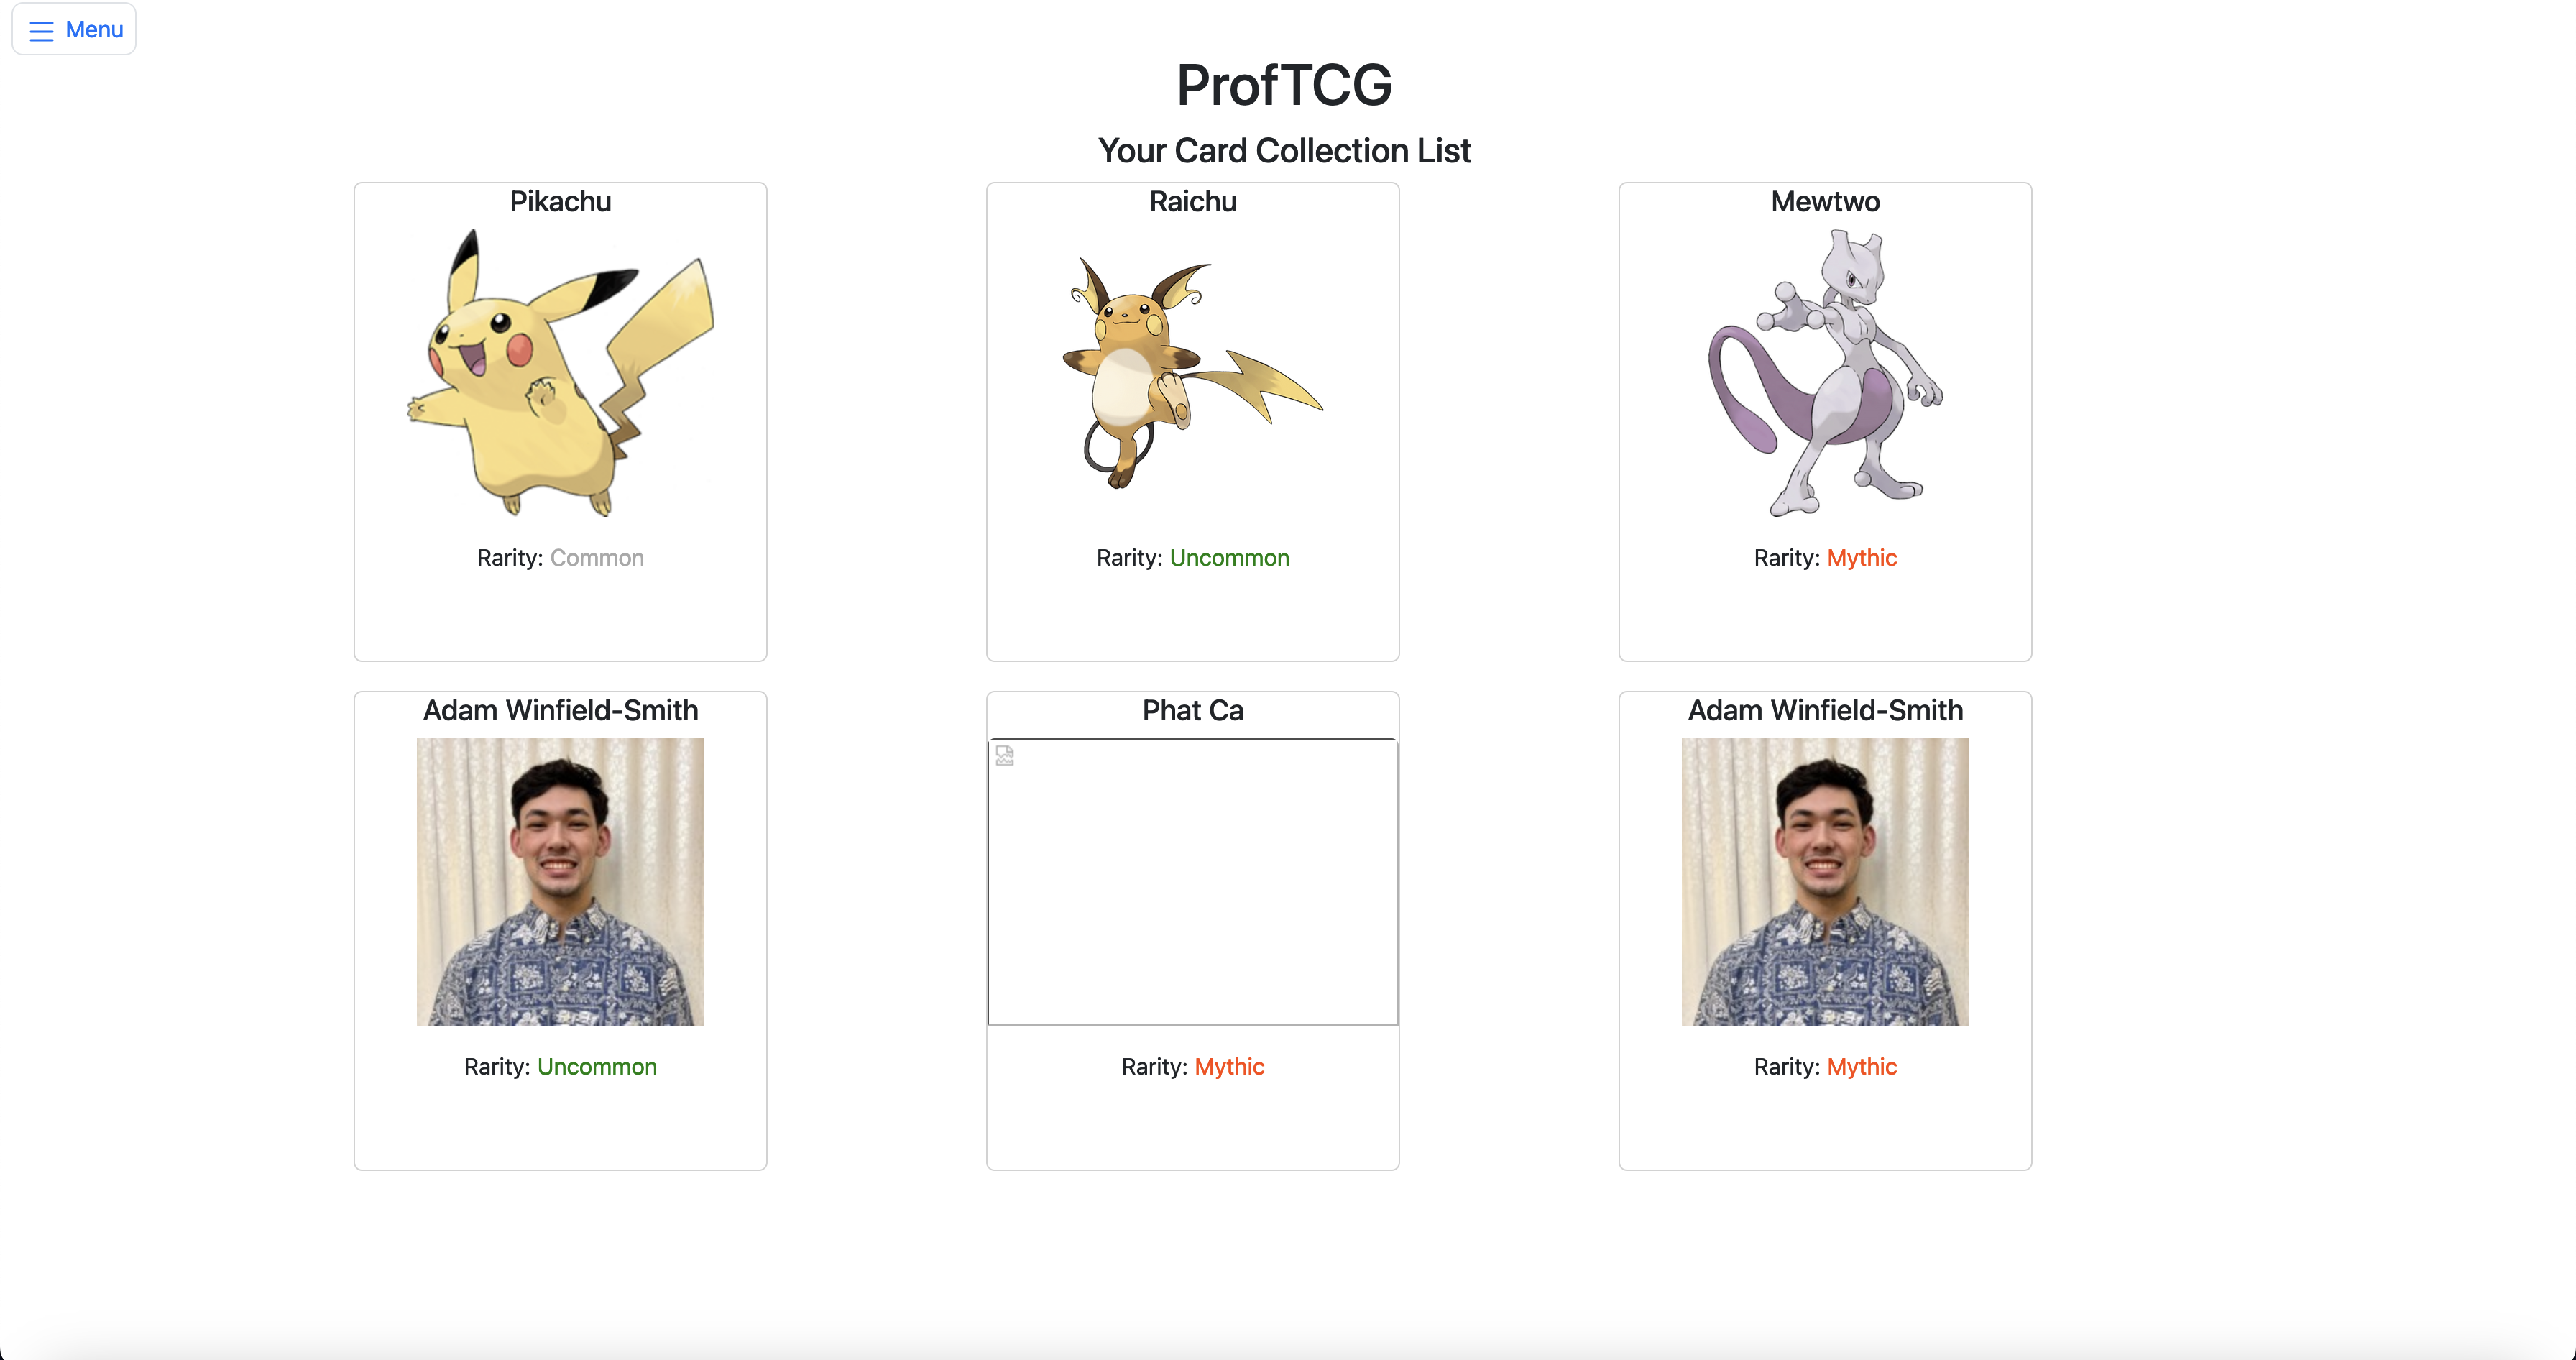 Menu
ProfTCG
Your Card Collection List
Pikachu
Raichu
Mewtwo
Rarity: Common
Rarity: Uncommon
Rarity: Mythic
Adam Winfield-Smith
Phat Ca
Adam Winfield-Smith
Rarity: Uncommon
Rarity: Mythic
Rarity: Mythic